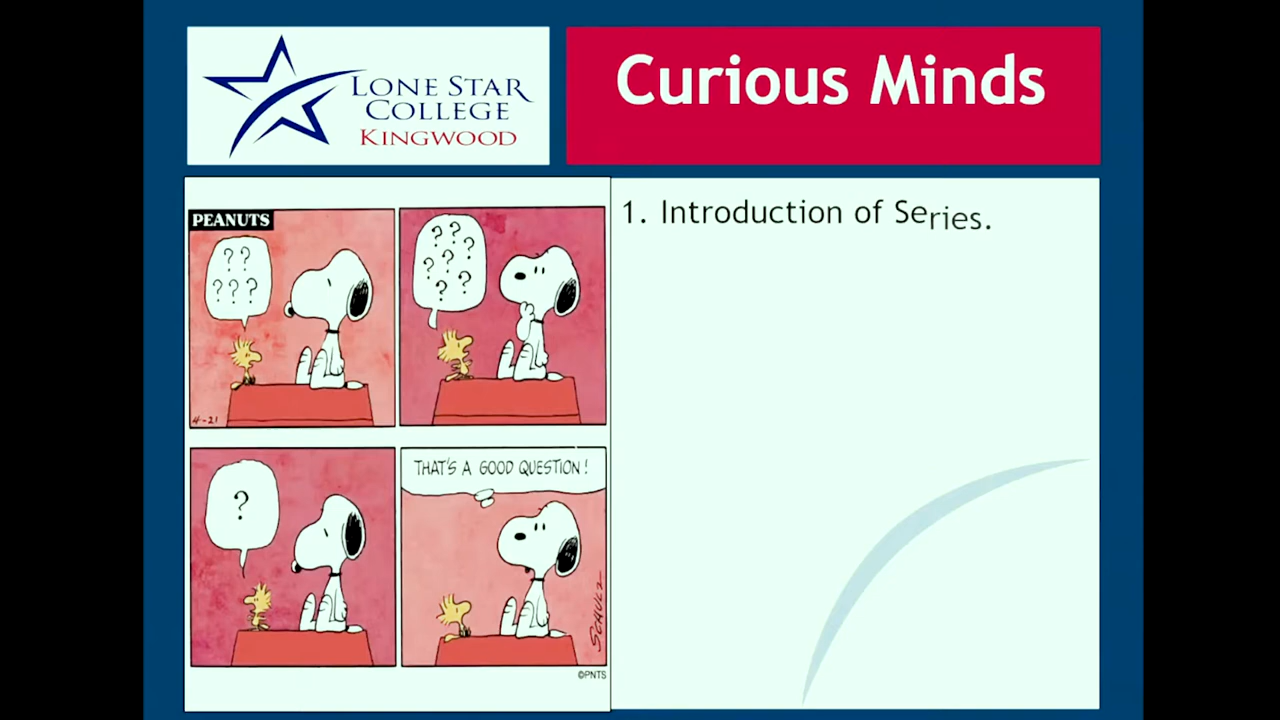 LONE STAR
COLLEGE
KINGWOOD
Curious Minds
PEANUTS
? ?
? ? ?
4-21
? ?
?
? ?
?
? ?
?
THAT'S A GOOD QUESTION!
SCHULZ
©PNTS
1. Introduction of Series.